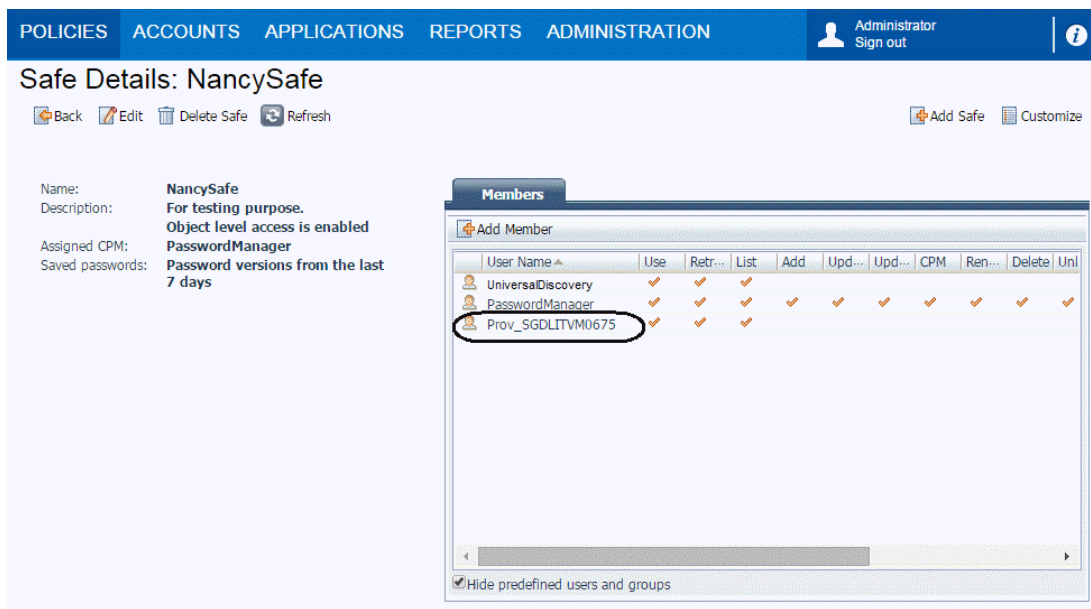 POLICIES ACCOUNTS APPLICATIONS REPORTS ADMINISTRATION Administrator
Sign out
Safe Details: NancySafe
Back Edit Delete Safe Refresh Add Safe Customize
Name: NancySafe
Description: For testing purpose.
Object level access is enabled
Assigned CPM: PasswordManager
Saved passwords: Password versions from the last
7 days
Members
Add Member
User Name Use Retr... List Add Upd... Upd... CPM Ren... Delete Unl
UniversalDiscovery
PasswordManager
Prov_SGDLITVM0675
Hide predefined users and groups